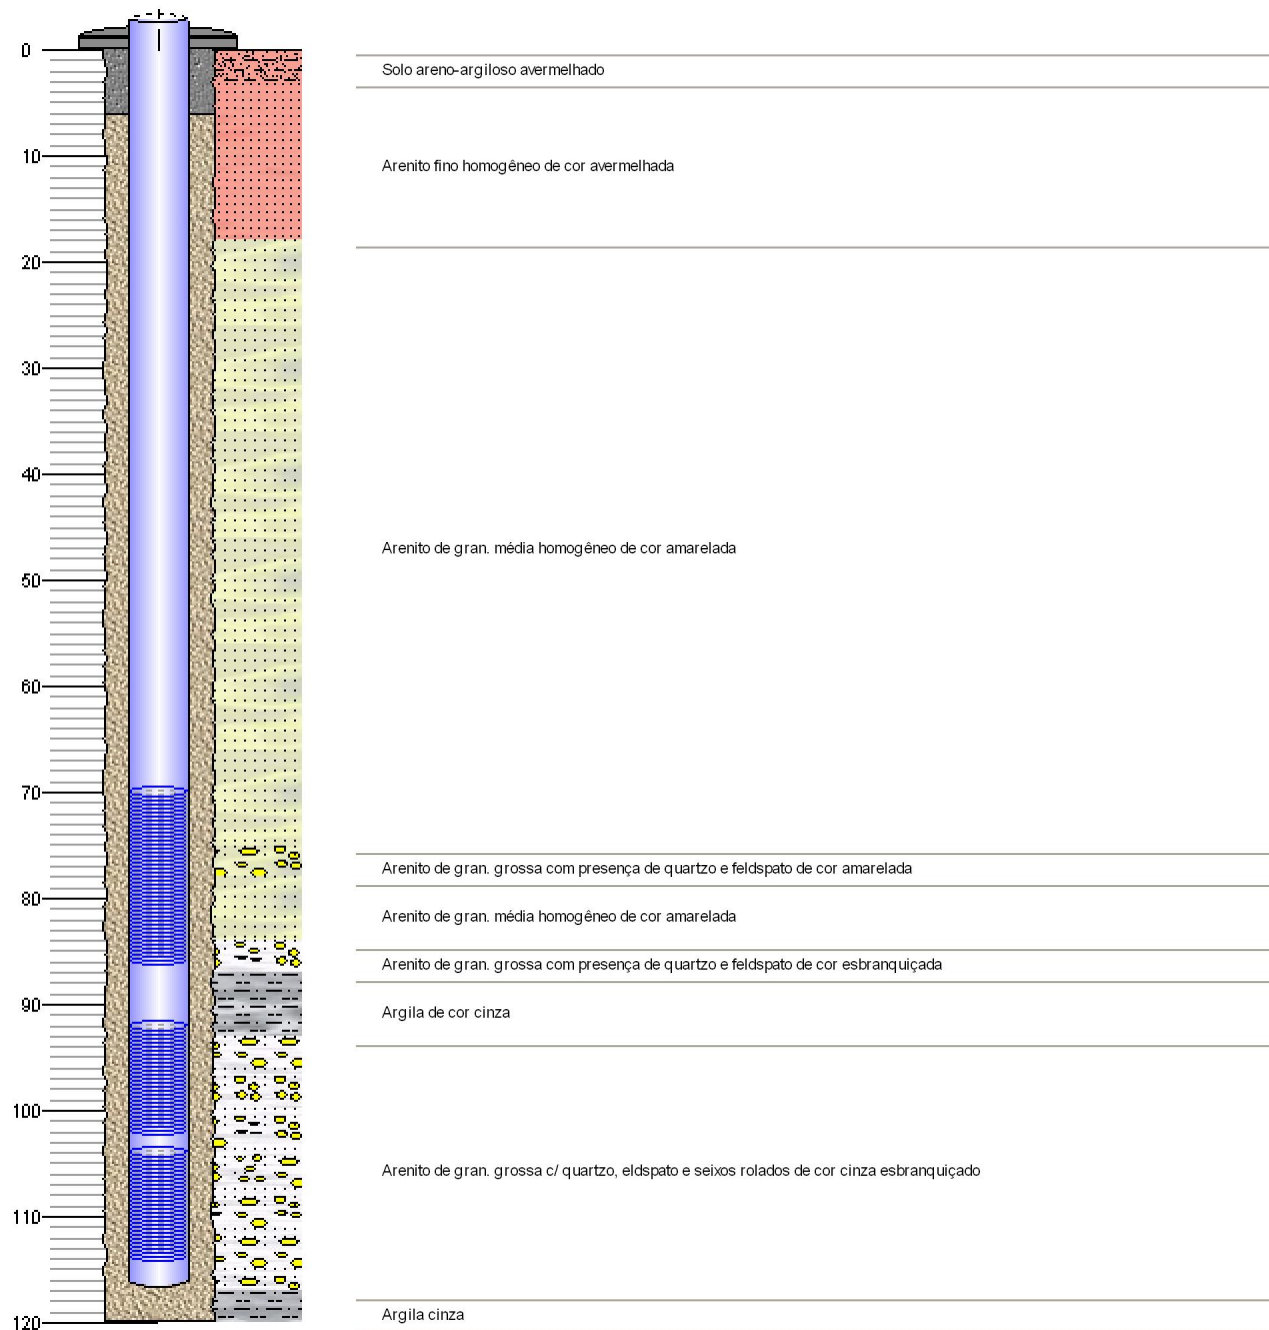 0
Solo areno-argiloso avermelhado
10
Arenito fino homogêneo de cor avermelhada
20
30
40
Arenito de gran. média homogêneo de cor amarelada
50
60
70
Arenito de gran. grossa com presença de quartzo e feldspato de cor amarelada
80
Arenito de gran. média homogêneo de cor amarelada
Arenito de gran. grossa com presença de quartzo e feldspato de cor esbranquiçada
90
Argila de cor cinza
100
Arenito de gran. grossa c/ quartzo, eldspato e seixos rolados de cor cinza esbranquiçado
110
Argila cinza
120